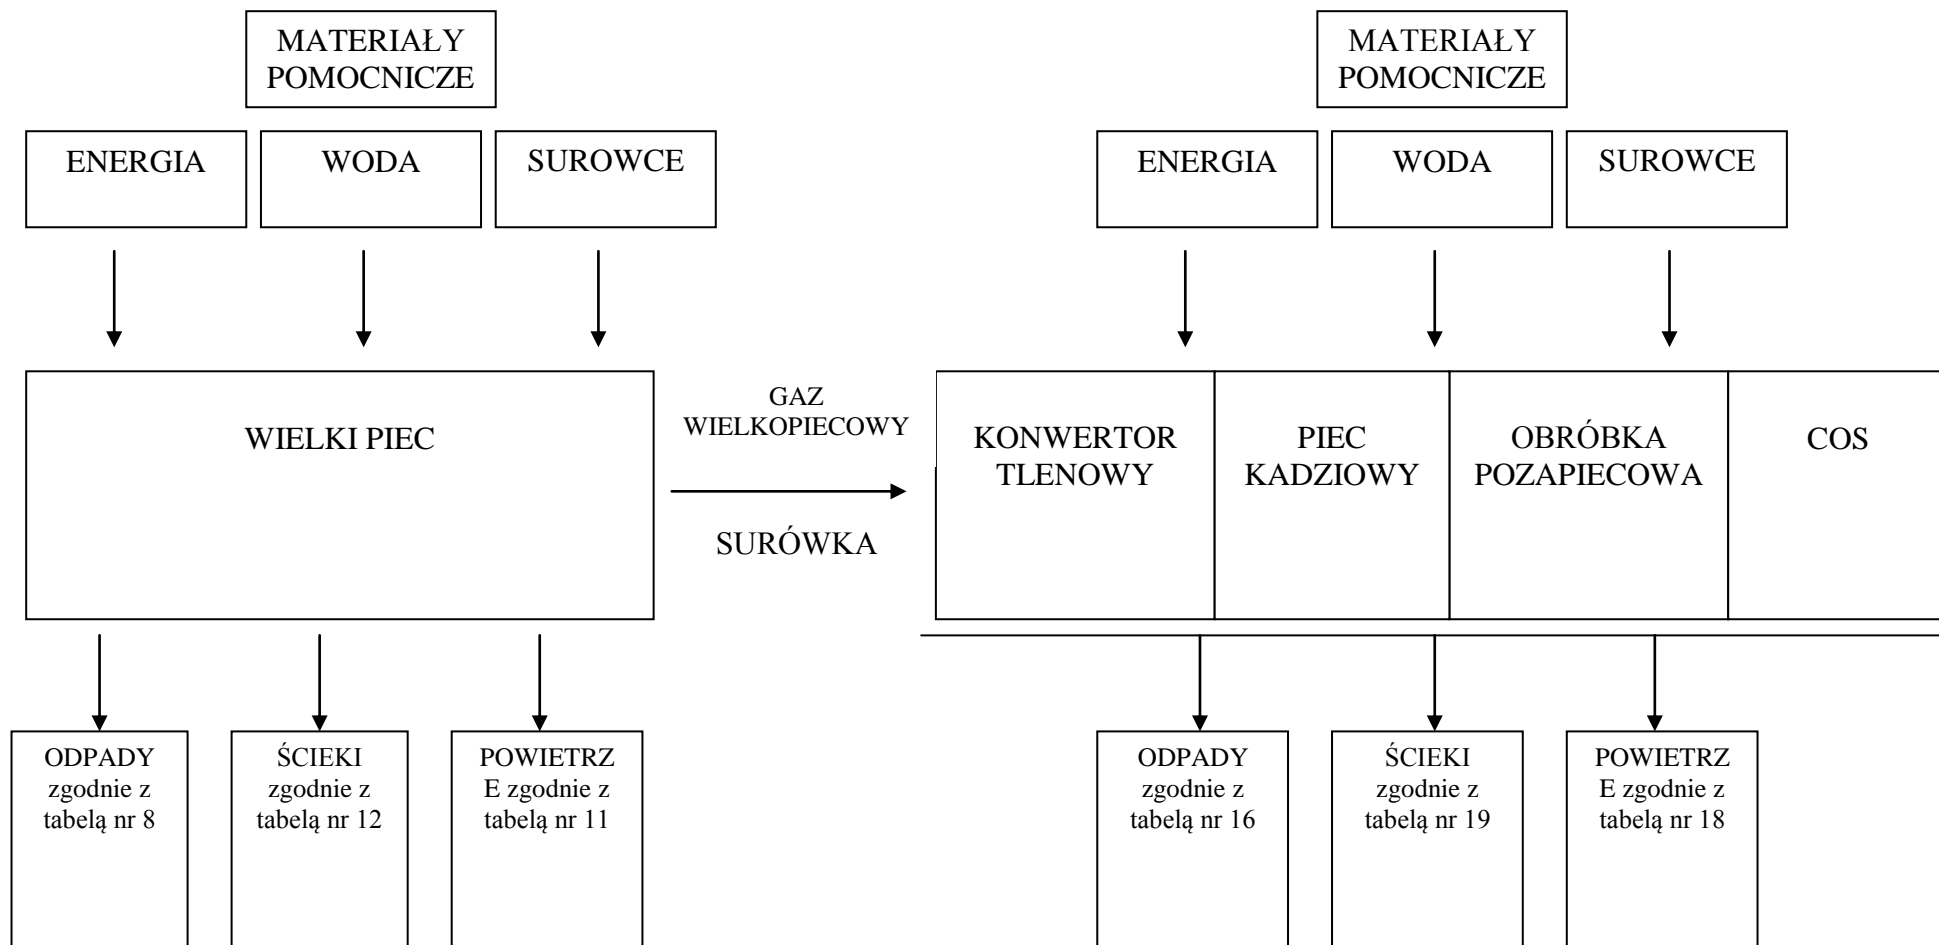 MATERIAŁY
POMOCNICZE
MATERIAŁY
POMOCNICZE
ENERGIA
WODA
SUROWCE
ENERGIA
WODA
SUROWCE
WIELKI PIEC
GAZ
WIELKOPIECOWY
SURÓWKA
KONWERTOR
TLENOWY
PIEC
KADZIOWY
OBRÓBKA
POZAPIECOWA
COS
ODPADY
zgodnie z
tabelą nr 8
ŚCIEKI
zgodnie z
tabelą nr 12
POWIETRZ
E zgodnie z
tabelą nr 11
ODPADY
zgodnie z
tabelą nr 16
ŚCIEKI
zgodnie z
tabelą nr 19
POWIETRZ
E zgodnie z
tabelą nr 18